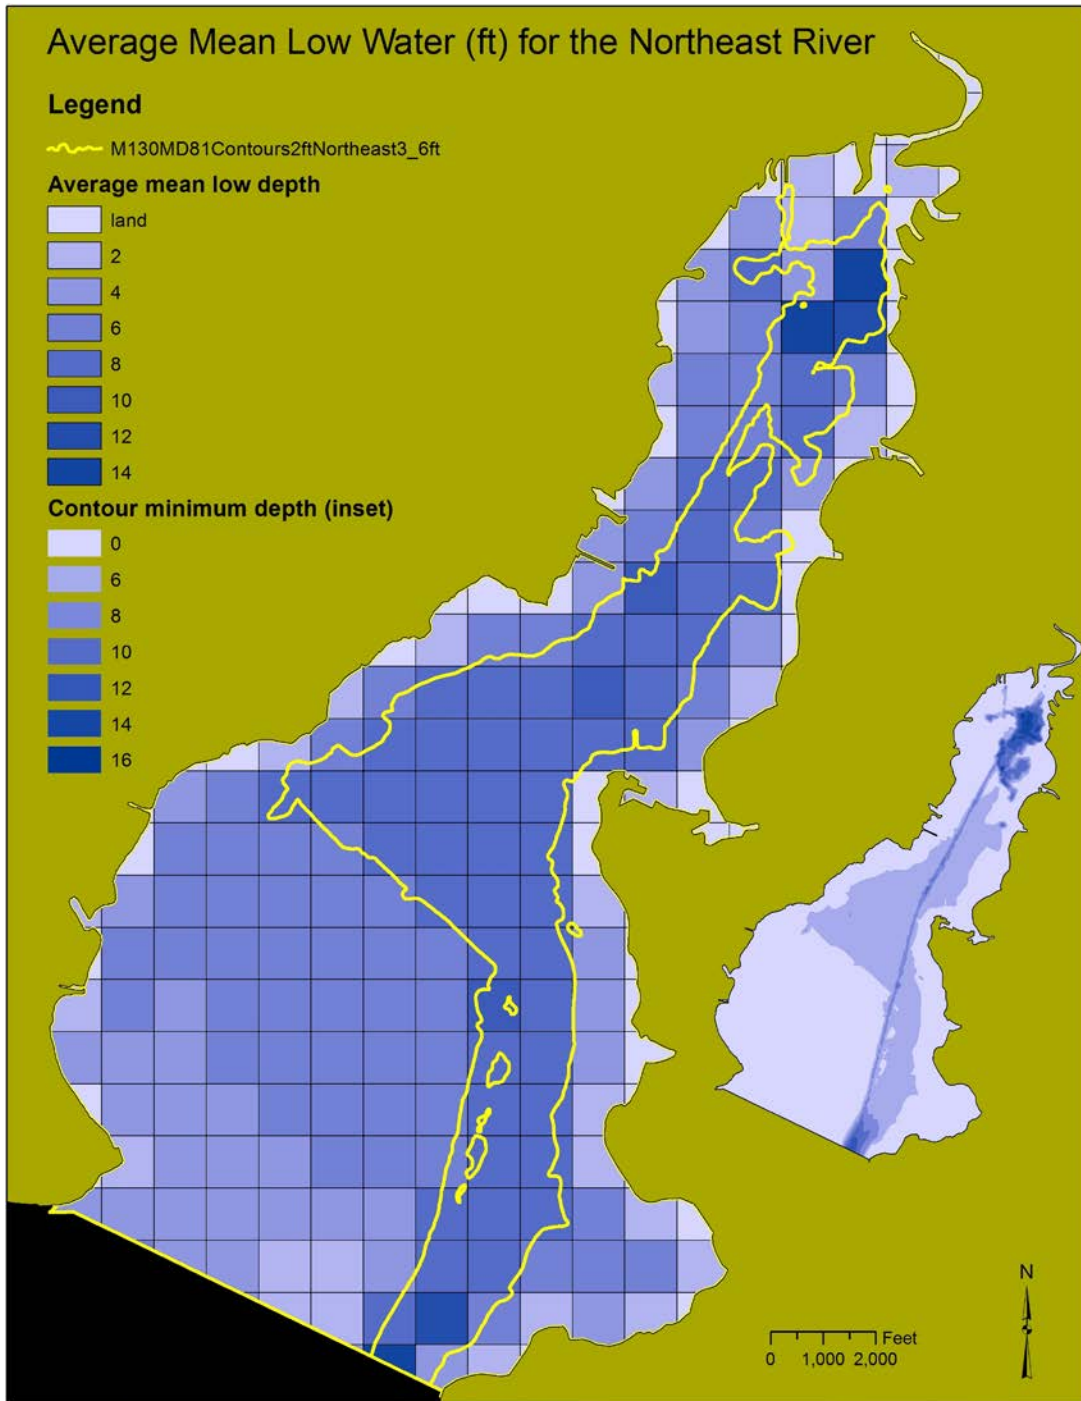 Average Mean Low Water (ft) for the Northeast River
Legend
M130MD81Contours2ftNortheast3_6ft
Average mean low depth
land
2
4
6
8
10
12
14
Contour minimum depth (inset)
0
6
8
10
12
14
16
N
Feet
0 1,000 2,000